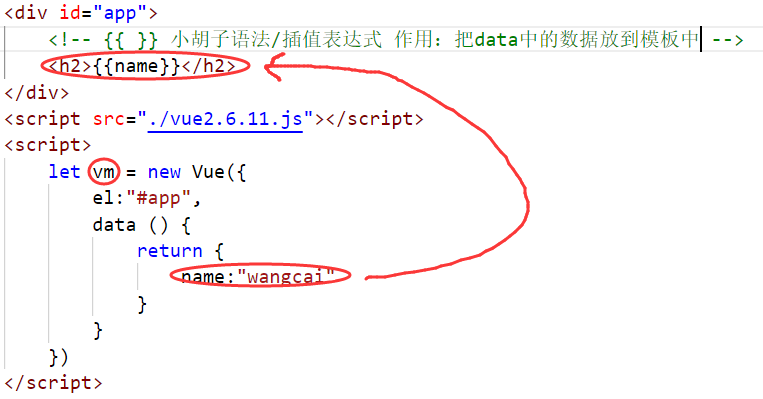 <div id="app">
<!-- {{ }} 小胡子语法/插值表达式 作用：把data中的数据放到模板中 -->
<h2>{{name}}</h2>
</div>
<script src="./vue2.6.11.js"></script>
<script>
let vm = new Vue({
el:"#app",
data () {
return {
name:"wangcai"
}
}
})
</script>